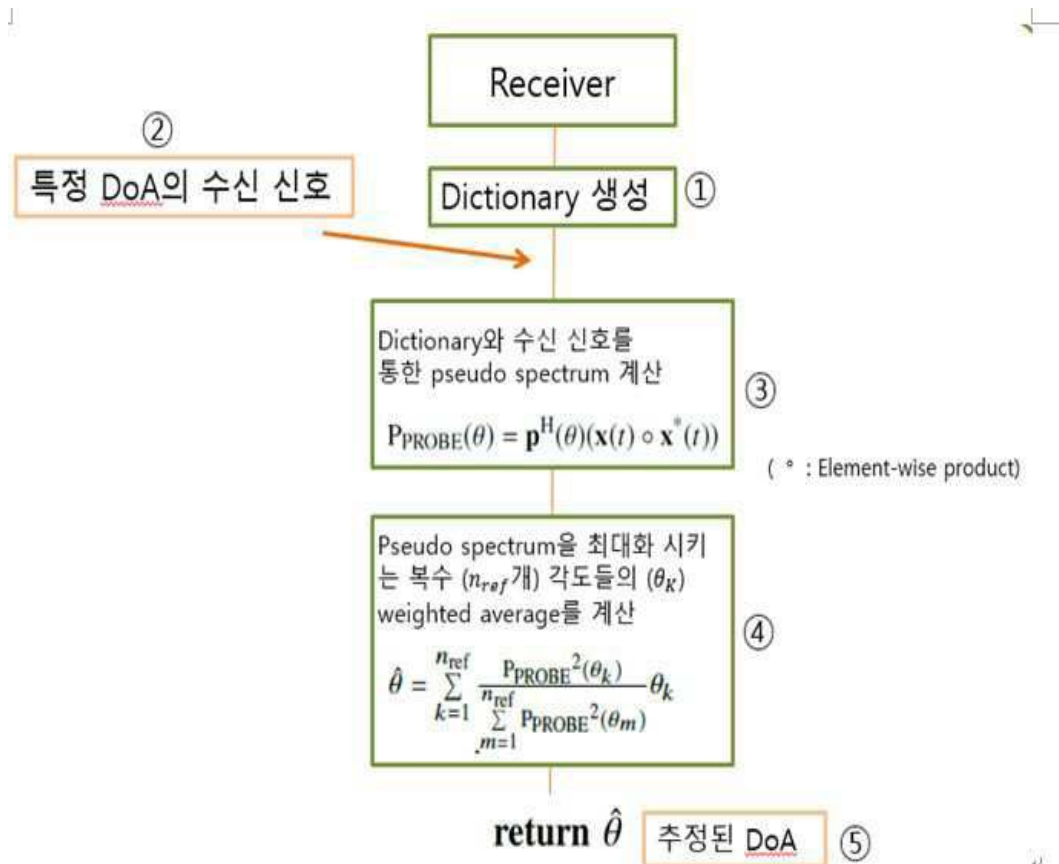 Receiver
②
특정 DoA의 수신 신호
Dictionary 생성 ①
Dictionary와 수신 신호를
통한 pseudo spectrum 계산
③
P_PROBE(θ) = p^H(θ)(x(t) ∘ x^*(t))
( ° : Element-wise product)
Pseudo spectrum을 최대화 시키
는 복수 (n_ref개) 각도들의 (θ_K)
weighted average를 계산
④
θ̂ = ∑_{k=1}^{n_ref} P_PROBE^2(θ_k) / ∑_{m=1}^{n_ref} P_PROBE^2(θ_m) θ_k
return θ̂ 추정된 DoA ⑤